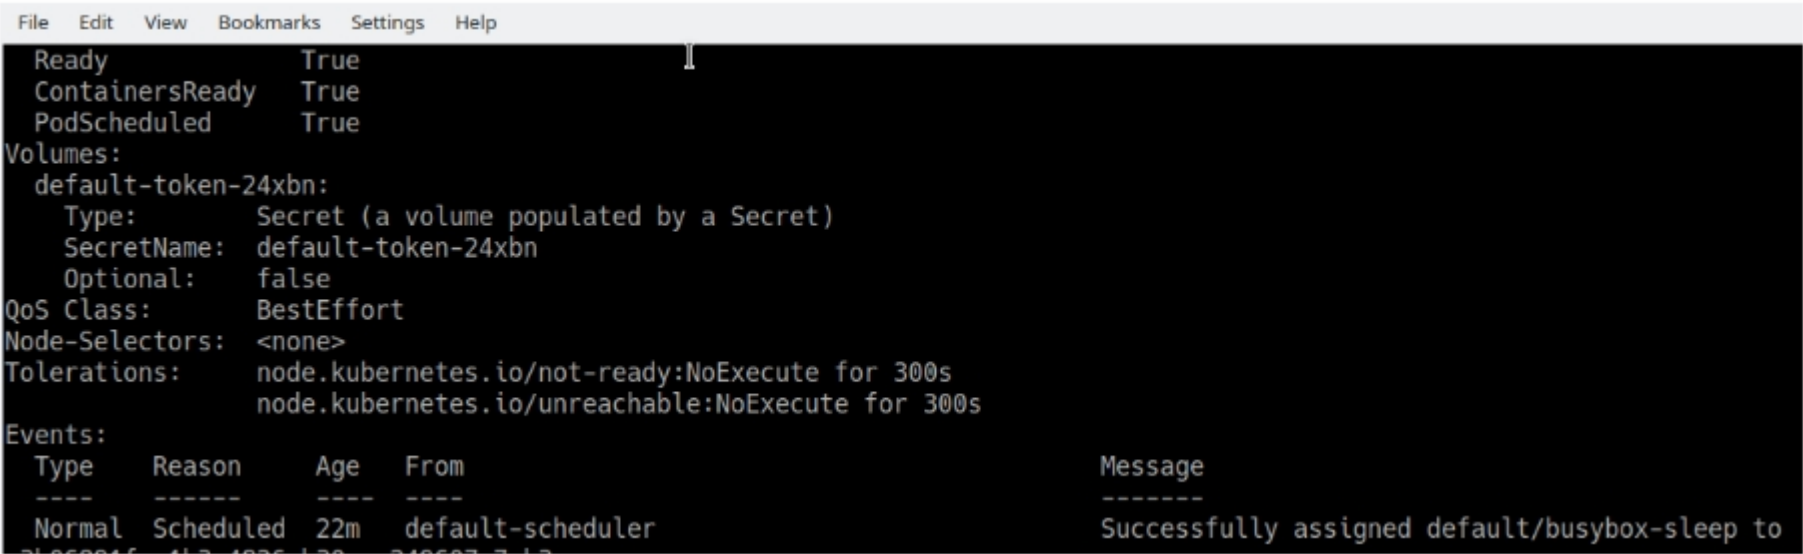 File Edit View Bookmarks Settings Help
Ready True
ContainersReady True
PodScheduled True
Volumes:
default-token-24xbn:
Type: Secret (a volume populated by a Secret)
SecretName: default-token-24xbn
Optional: false
QoS Class: BestEffort
Node-Selectors: <none>
Tolerations: node.kubernetes.io/not-ready:NoExecute for 300s
node.kubernetes.io/unreachable:NoExecute for 300s
Events:
Type Reason Age From Message
---- ------ ---- ---- -------
Normal Scheduled 22m default-scheduler Successfully assigned default/busybox-sleep to